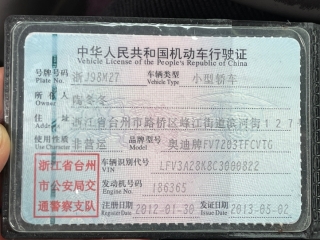 中华人民共和国机动车行驶证
Vehicle License of the People's Republic of China
号牌号码 浙J98M27 车辆类型 小型轿车
Plate No. Vehicle Type
所有人 陶冬冬
Owner
住址 浙江省台州市路桥区蜂江街道滨河街127
Address
使用性质 非营运 品牌型号 奥迪牌FV7203TFCVTG
Use Character Model
浙江省台州市公安局交通警察支队
车辆识别代号 LFV3A28K8C3000822
VIN
发动机号码 186365
Engine No.
注册日期 2012-01-30 发证日期 2013-05-02
Register Date Issue Date